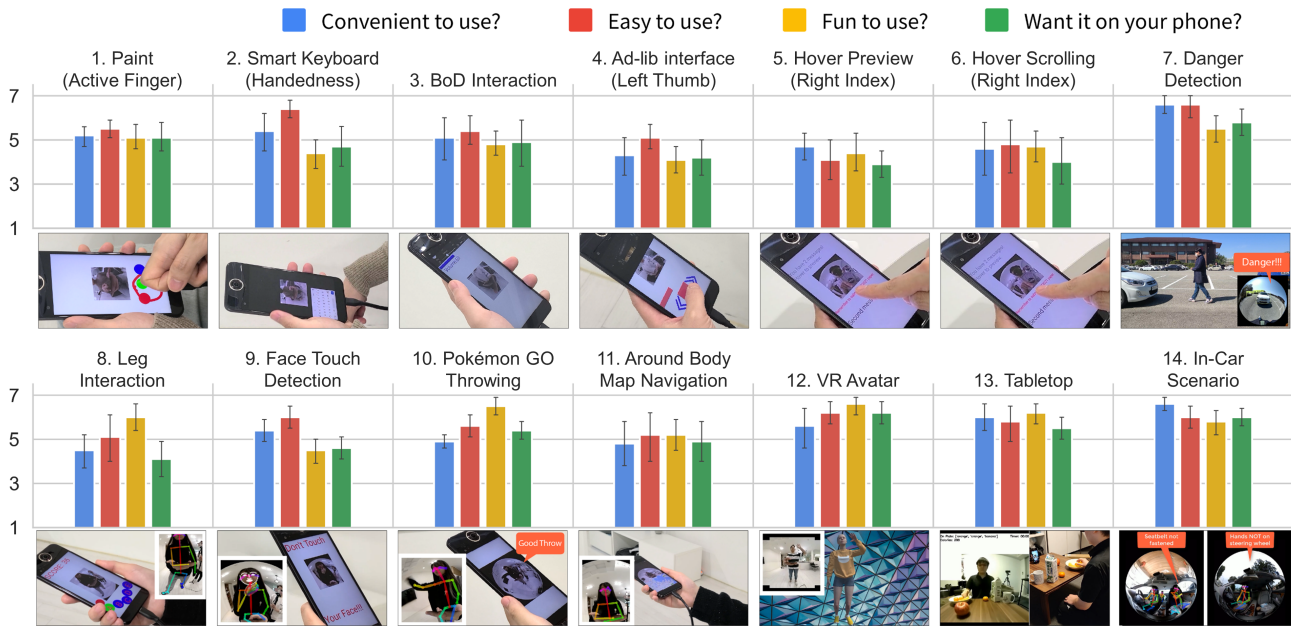 Convenient to use?
Easy to use?
Fun to use?
Want it on your phone?
1. Paint
(Active Finger)
2. Smart Keyboard
(Handedness)
3. BoD Interaction
4. Ad-lib interface
(Left Thumb)
5. Hover Preview
(Right Index)
6. Hover Scrolling
(Right Index)
7. Danger
Detection
7
5
3
1
Danger!!!
8. Leg
Interaction
9. Face Touch
Detection
10. Pokémon GO
Throwing
11. Around Body
Map Navigation
12. VR Avatar
13. Tabletop
14. In-Car
Scenario
7
5
3
1
Don't Touch
Your Face!!!
Good Throw
Seatbelt not
fastened
Hands NOT on
steering wheel